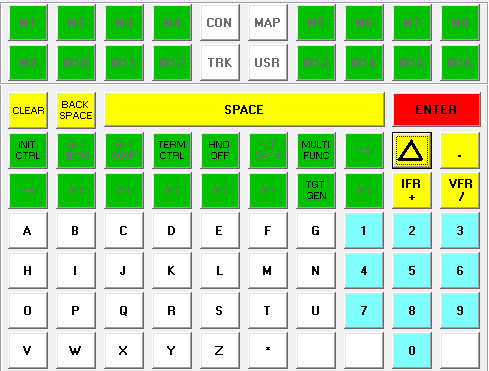 N1 N2 N3 N4 CON MAP N5 N6 N7 N8
N9 N10 N11 N12 TRK USR N13 N14 N15 N16
CLEAR BACK SPACE SPACE ENTER
INIT CTRL TERM CTRL HND OFF MULTI FUNC .
TGT GEN IFR + VFR /
A B C D E F G 1 2 3
H I J K L M N 4 5 6
O P Q R S T U 7 8 9
V W X Y Z * 0